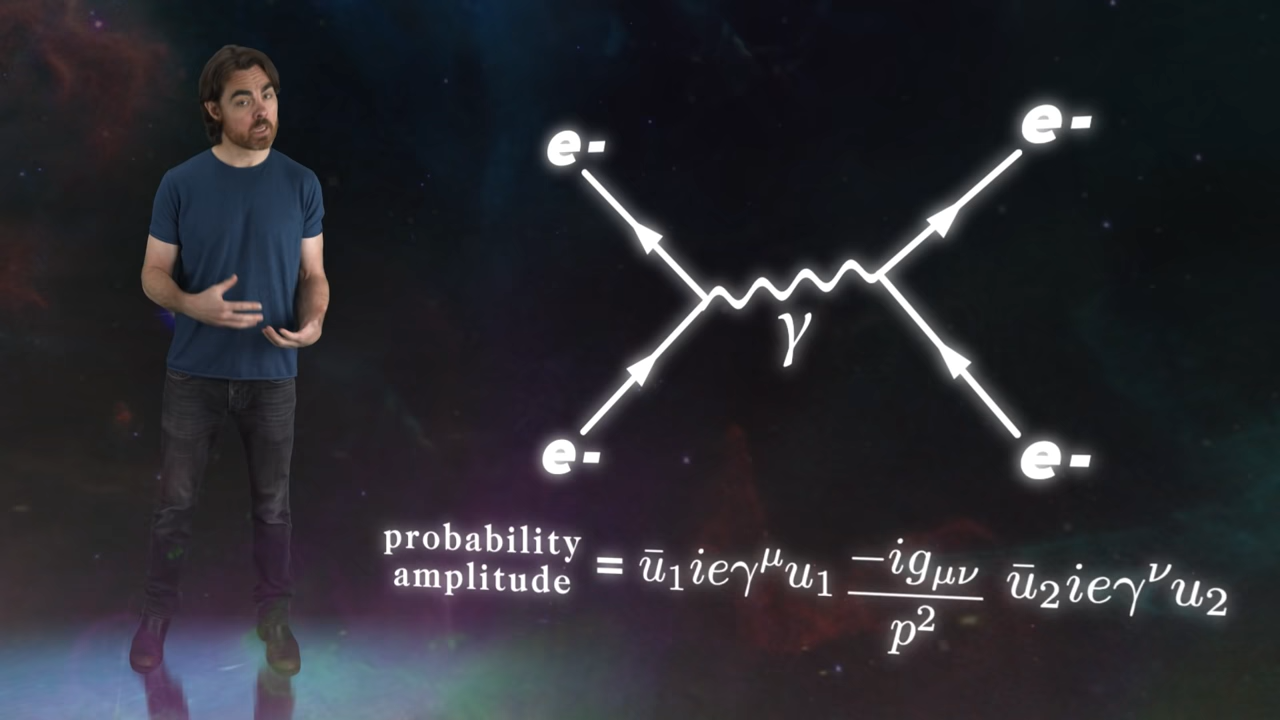 e- e-
γ
e- e-
probability
amplitude = ū₁ieγ^μu₁ −ig_μν/p² ū₂ieγ^νu₂